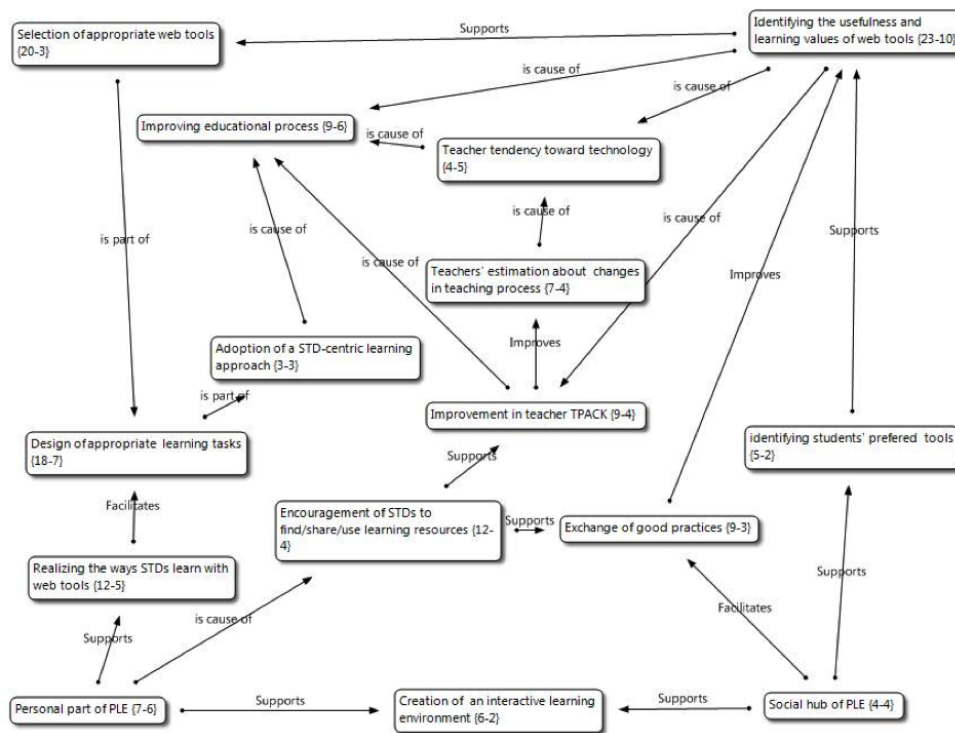 Selection of appropriate web tools
{20-3}
Supports
Identifying the usefulness and
learning values of web tools {23-10}
is cause of
is cause of
Improving educational process {9-6}
is cause of
Teacher tendency toward technology
{4-5}
is part of
is cause of
is cause of
is cause of
is cause of
Supports
Teachers' estimation about changes
in teaching process {7-4}
Improves
Adoption of a STD-centric learning
approach {3-3}
Improves
is part of
Improvement in teacher TPACK {9-4}
Design of appropriate learning tasks
{18-7}
identifying students' prefered tools
{5-2}
Supports
Facilitates
Encouragement of STDs to
find/share/use learning resources {12-
4}
Supports
Exchange of good practices {9-3}
Realizing the ways STDs learn with
web tools {12-5}
Supports
Facilitates
is cause of
Supports
Personal part of PLE {7-6}
Supports
Creation of an interactive learning
environment {6-2}
Supports
Social hub of PLE {4-4}